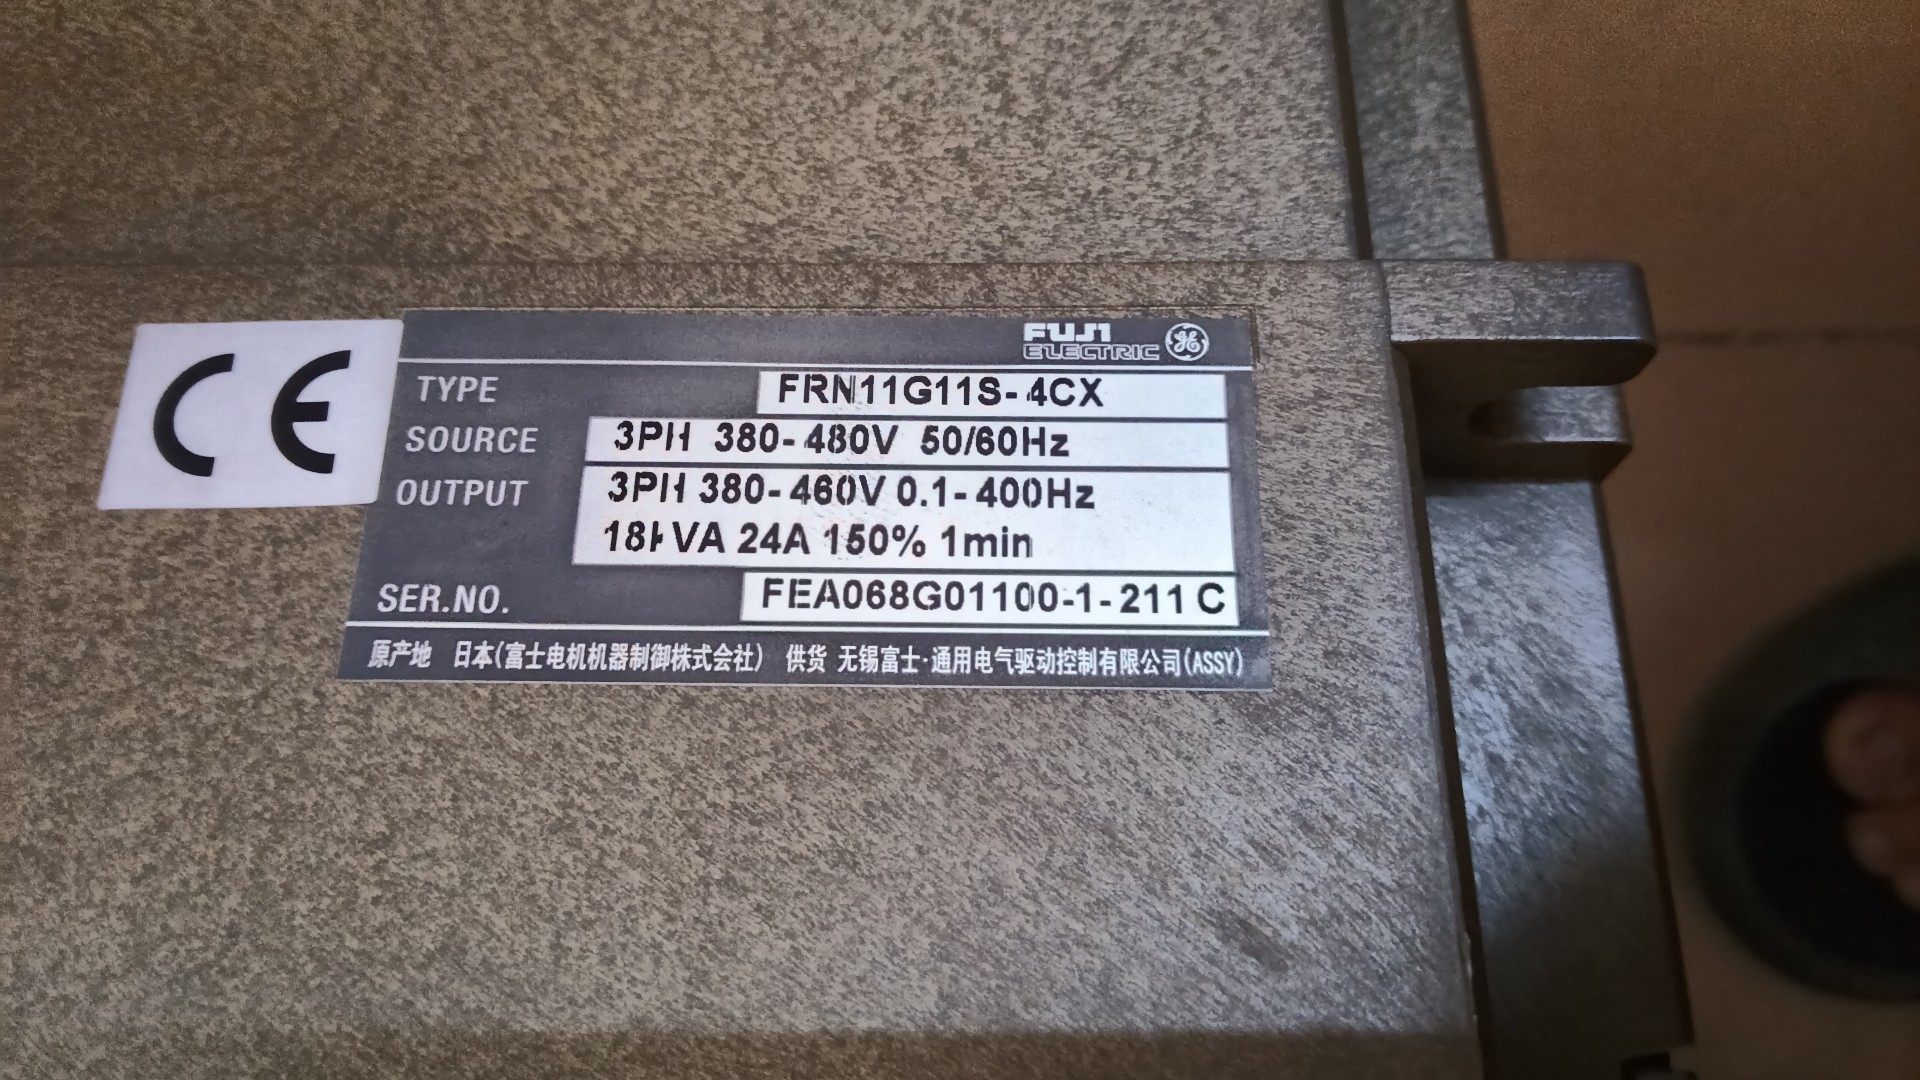 CE
FUJI
ELECTRIC GE
TYPE FRN11G11S-4CX
SOURCE 3PH 380-480V 50/60Hz
OUTPUT 3PH 380-460V 0.1-400Hz
18kVA 24A 150% 1min
SER.NO. FEA068G01100-1-211 C
原产地 日本(富士电机机器制御株式会社) 供货 无锡富士·通用电气驱动控制有限公司(ASSY)